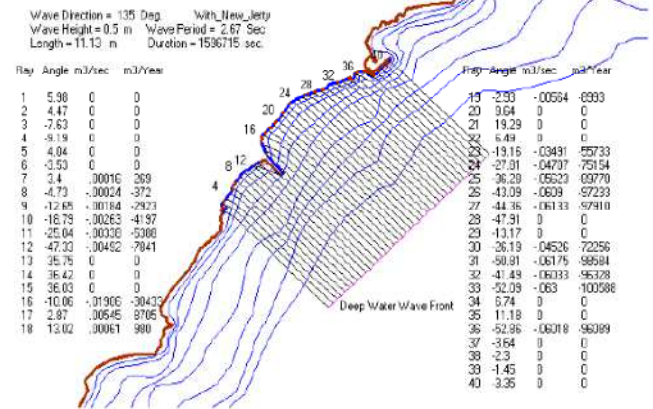 Wave Direction = 135 Deg. With_New_Jetty
Wave Height = 0.5 m Wave Period = 2.67 Sec
Length = 11.13 m Duration = 1596715 sec.
Ray Angle m3/sec m3/Year
1 5.98 0 0
2 4.47 0 0
3 -7.63 0 0
4 -9.19 0 0
5 4.04 0 0
6 -3.53 0 0
7 3.4 .00016 269
8 -4.73 -.00024 -372
9 -12.65 -.00184 -2923
10 -18.79 -.00263 -4197
11 -25.04 -.00338 -5388
12 -47.33 -.00492 -7841
13 35.75 0 0
14 36.42 0 0
15 36.03 0 0
16 -10.06 -.01906 -30433
17 2.87 .00545 8705
18 13.02 .00061 980
4
8
12
16
20
24
28
32
36
Deep Water Wave Front
Ray Angle m3/sec m3/Year
19 -2.93 -.00564 -8993
20 9.64 0 0
21 19.29 0 0
22 6.49 0 0
23 -19.16 -.03491 -55733
24 -27.81 -.04707 -75154
25 -36.28 -.05623 -89770
26 -43.09 -.0609 -97233
27 -44.36 -.06133 -97910
28 -47.91 0 0
29 -13.17 0 0
30 -26.19 -.04526 -72256
31 -50.81 -.06175 -98584
32 -41.49 -.06033 -96328
33 -52.09 -.063 -100588
34 6.74 0 0
35 11.18 0 0
36 -52.86 -.06018 -96089
37 -3.64 0 0
38 -2.3 0 0
39 -1.45 0 0
40 -3.35 0 0